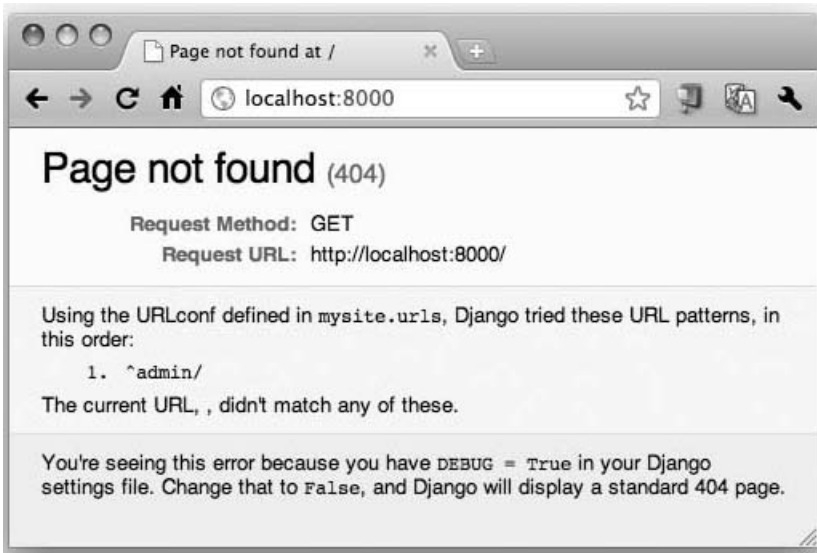 Page not found at /
localhost:8000
Page not found (404)
Request Method: GET
Request URL: http://localhost:8000/
Using the URLconf defined in mysite.urls, Django tried these URL patterns, in
this order:
1. ^admin/
The current URL, , didn't match any of these.
You're seeing this error because you have DEBUG = True in your Django
settings file. Change that to False, and Django will display a standard 404 page.